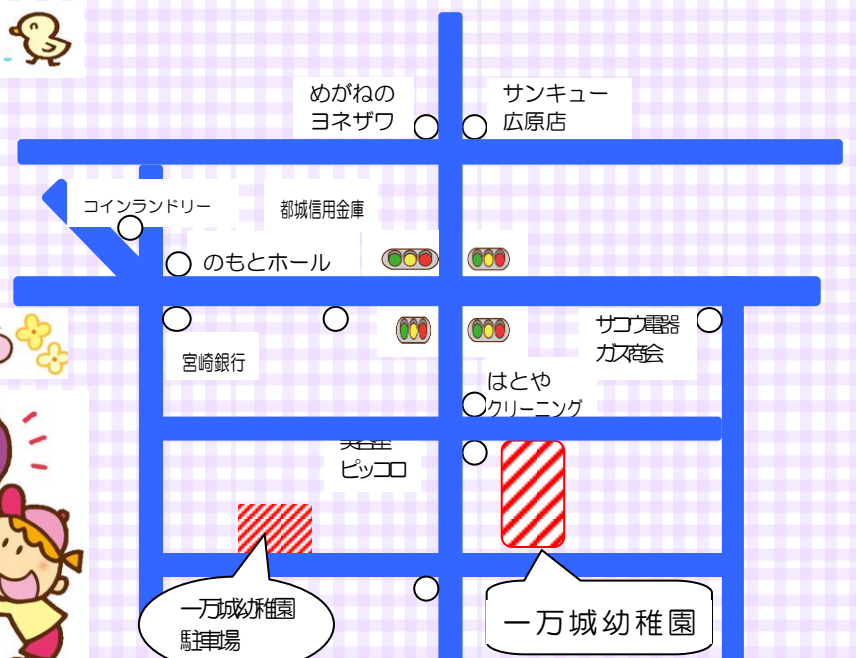 めがねの
ヨネザワ
サンキュー
広原店
コインランドリー
都城信用金庫
のもとホール
サコウ電器
ガス商会
宮崎銀行
はとや
クリーニング
ピッコロ
一万城幼稚園
駐車場
一万城幼稚園